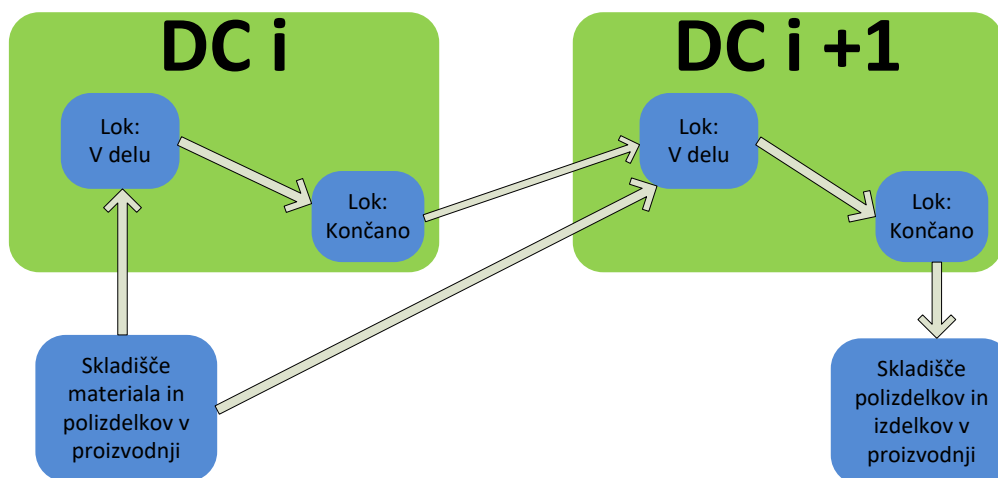 DC i
DC i +1
Lok:
V delu
Lok:
Končano
Lok:
V delu
Lok:
Končano
Skladišče
materiala in
polizdelkov v
proizvodnji
Skladišče
polizdelkov in
izdelkov v
proizvodnji